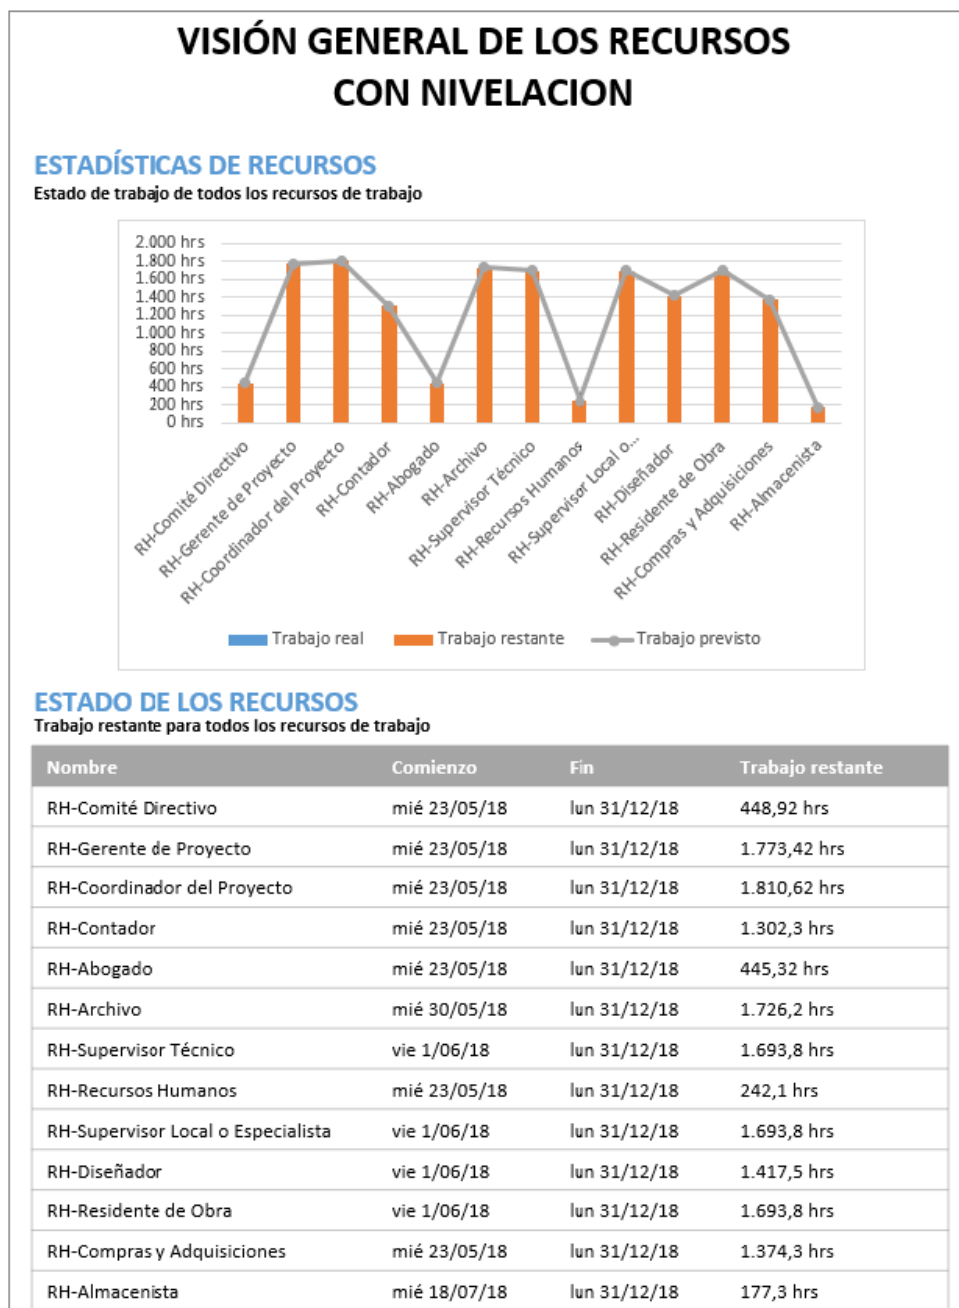 VISIÓN GENERAL DE LOS RECURSOS
CON NIVELACION
ESTADÍSTICAS DE RECURSOS
Estado de trabajo de todos los recursos de trabajo
2.000 hrs
1.800 hrs
1.600 hrs
1.400 hrs
1.200 hrs
1.000 hrs
800 hrs
600 hrs
400 hrs
200 hrs
0 hrs
RH-Comité Directivo
RH-Gerente de Proyecto
RH-Coordinador del Proyecto
RH-Contador
RH-Abogado
RH-Archivo
RH-Supervisor Técnico
RH-Recursos Humanos
RH-Supervisor Local o...
RH-Diseñador
RH-Residente de Obra
RH-Compras y Adquisiciones
RH-Almacenista
Trabajo real Trabajo restante Trabajo previsto
ESTADO DE LOS RECURSOS
Trabajo restante para todos los recursos de trabajo
Nombre Comienzo Fin Trabajo restante
RH-Comité Directivo mié 23/05/18 lun 31/12/18 448,92 hrs
RH-Gerente de Proyecto mié 23/05/18 lun 31/12/18 1.773,42 hrs
RH-Coordinador del Proyecto mié 23/05/18 lun 31/12/18 1.810,62 hrs
RH-Contador mié 23/05/18 lun 31/12/18 1.302,3 hrs
RH-Abogado mié 23/05/18 lun 31/12/18 445,32 hrs
RH-Archivo mié 30/05/18 lun 31/12/18 1.726,2 hrs
RH-Supervisor Técnico vie 1/06/18 lun 31/12/18 1.693,8 hrs
RH-Recursos Humanos mié 23/05/18 lun 31/12/18 242,1 hrs
RH-Supervisor Local o Especialista vie 1/06/18 lun 31/12/18 1.693,8 hrs
RH-Diseñador vie 1/06/18 lun 31/12/18 1.417,5 hrs
RH-Residente de Obra vie 1/06/18 lun 31/12/18 1.693,8 hrs
RH-Compras y Adquisiciones mié 23/05/18 lun 31/12/18 1.374,3 hrs
RH-Almacenista mié 18/07/18 lun 31/12/18 177,3 hrs